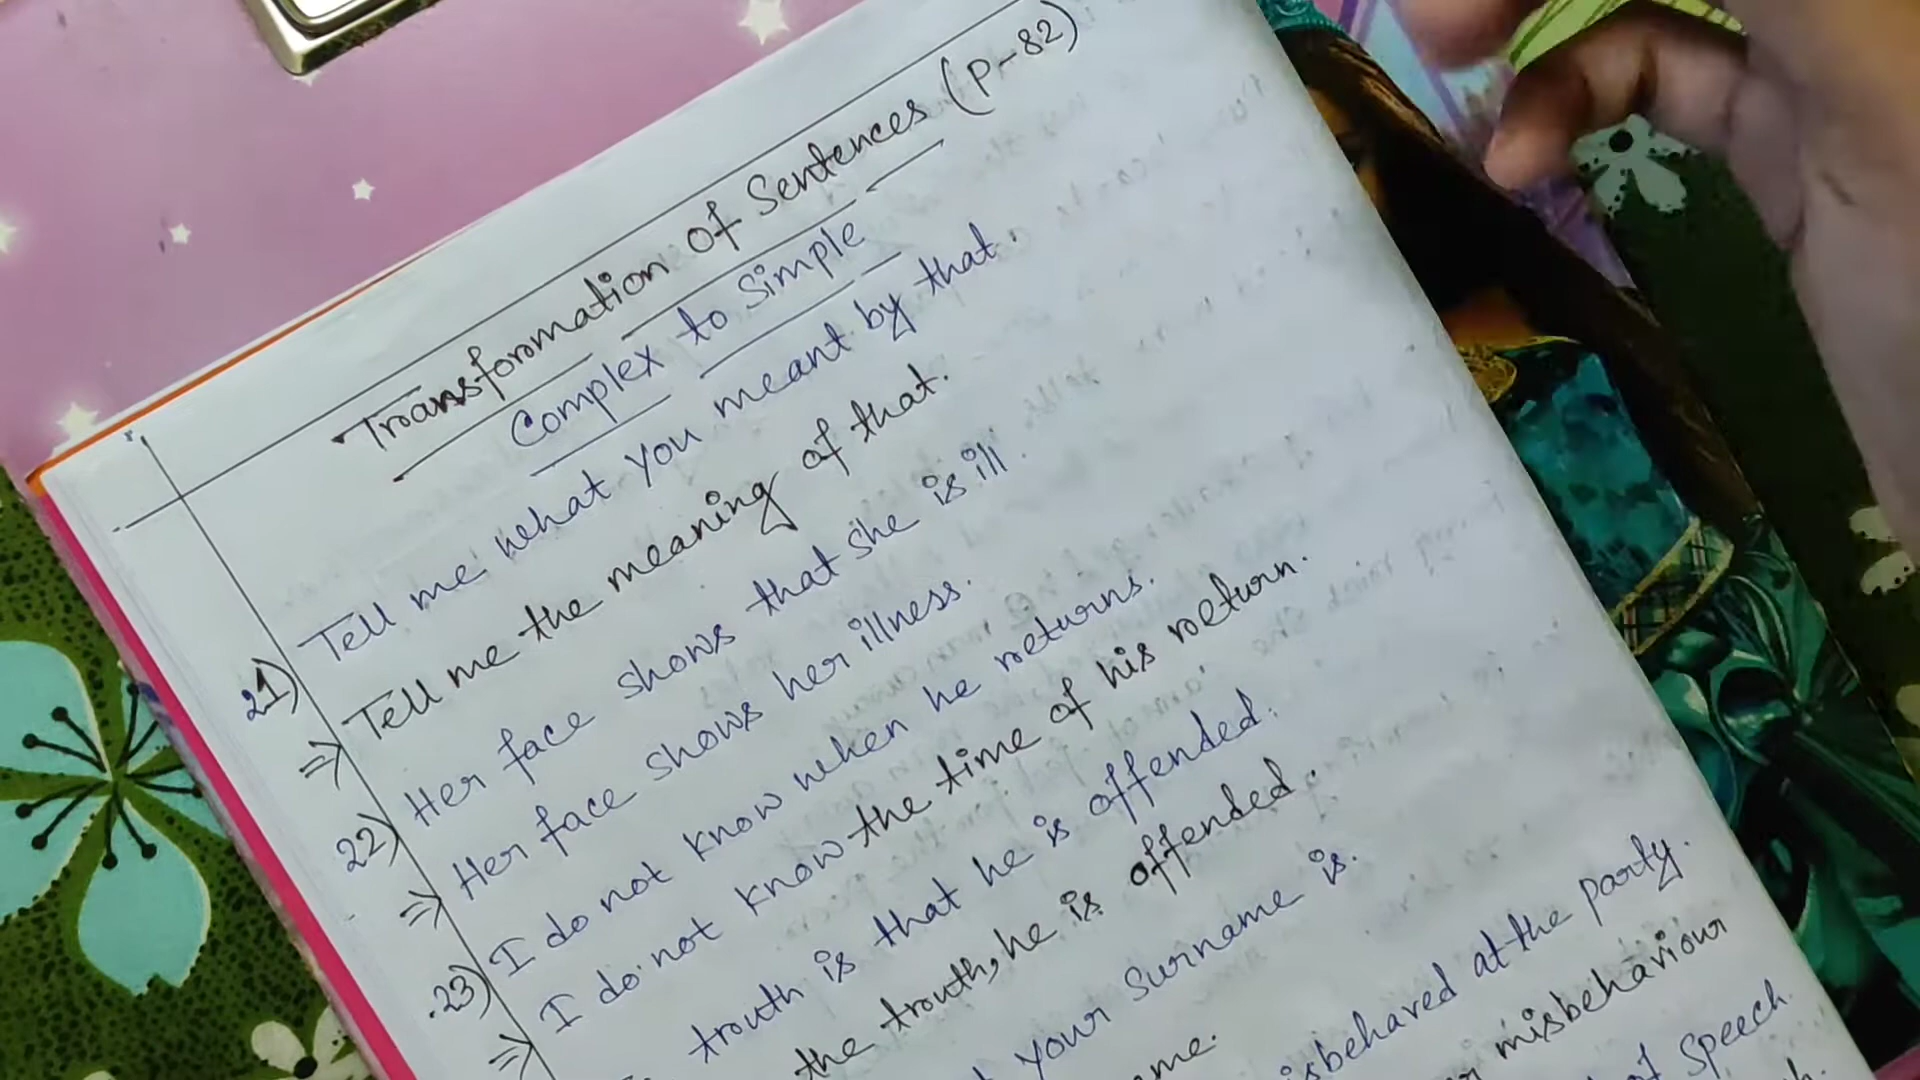 Transformation of Sentences (P-82)
Complex to Simple
21) Tell me what you meant by that.
⇒ Tell me the meaning of that.
22) Her face shows that she is ill.
⇒ Her face shows her illness.
23) I do not know when he returns.
⇒ I do not know the time of his return.
truth is that he is offended.
the truth, he is offended.
your surname is.
misbehaved at the party.
misbehaviour
of speech.